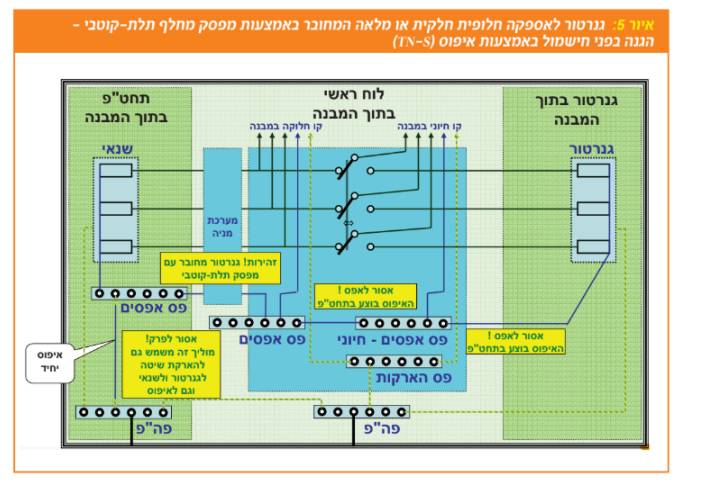 איור 5: גנרטור לאספקה חלופית חלקית או מלאה המחובר באמצעות מפסק מחלף תלת-קוטבי -
הגנה בפני חישמול באמצעות איפוס (TN-S)
גנרטור בתוך
המבנה
לוח ראשי
בתוך המבנה
תחט"פ
בתוך המבנה
קו חיוני במבנה
קו חלוקה במבנה
גנרטור
שנאי
מערכת
מניה
זהירות! גנרטור מחובר עם
מפסק תלת-קוטבי
אסור לאפס !
האיפוס בוצע בתחט"פ
פס אפסים
אסור לאפס !
האיפוס בוצע בתחט"פ
פס אפסים - חיוני
פס אפסים
אסור לפרק!
מוליך זה משמש גם
להארקת שיטה
לגנרטור ולשנאי
וגם לאיפוס
איפוס
יחיד
פס הארקות
פה"פ
פה"פ